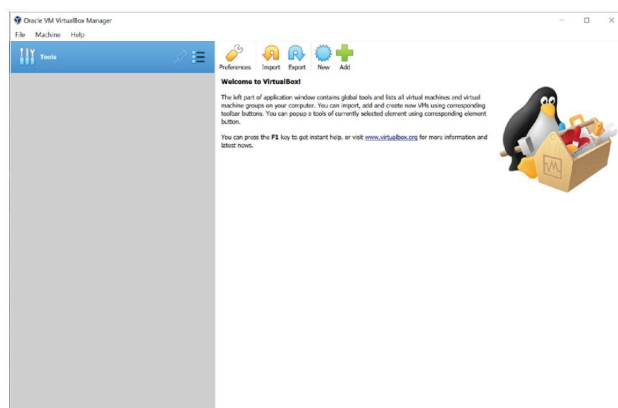 Oracle VM VirtualBox Manager
File Machine Help
Tools
Preferences Import Export New Add
Welcome to VirtualBox!
The left part of application window contains global tools and lists all virtual machines and virtual
machine groups on your computer. You can import, add and create new VMs using corresponding
toolbar buttons. You can popup a tools of currently selected element using corresponding element
button.
You can press the F1 key to get instant help, or visit www.virtualbox.org for more information and
latest news.